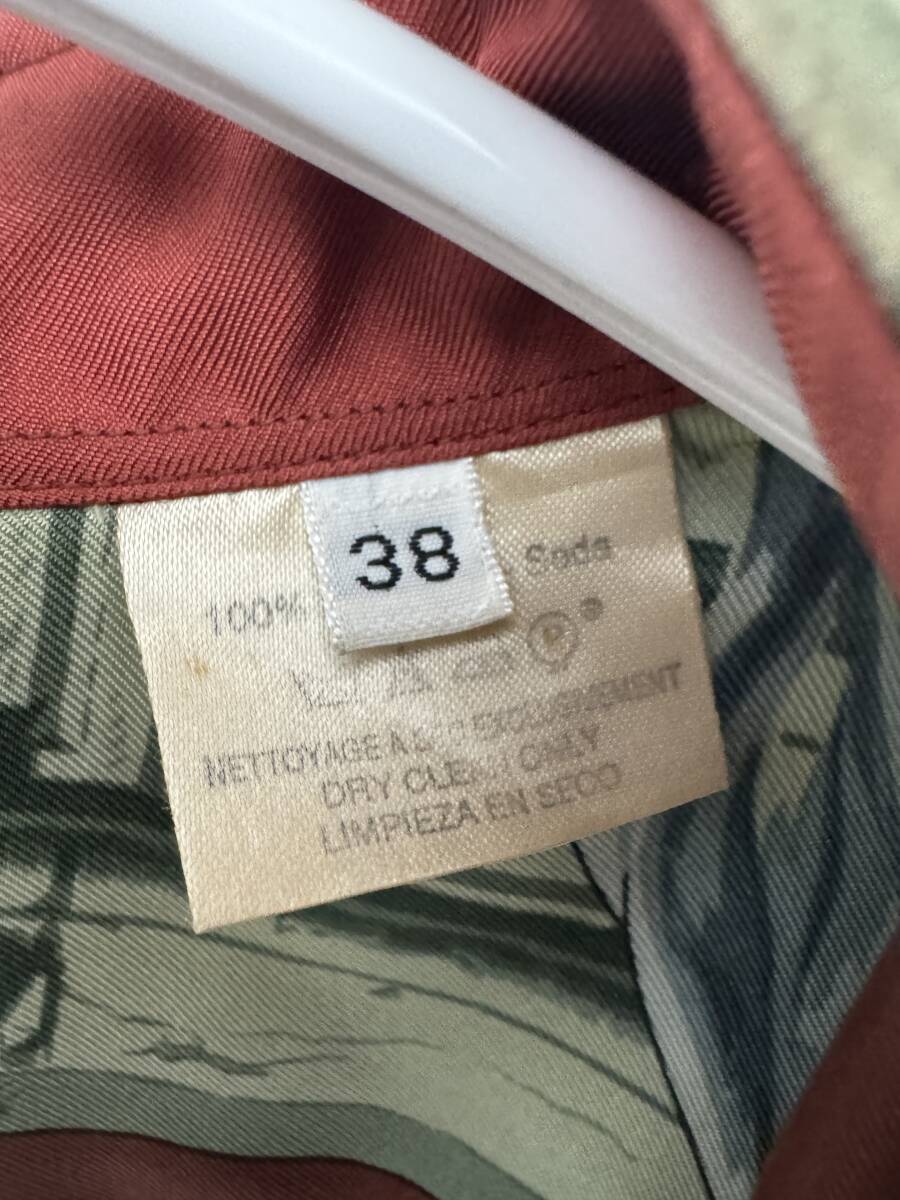 38
100% Seda
NETTOYAGE A SEC EXCLUSIVEMENT
DRY CLEAN ONLY
LIMPIEZA EN SECO